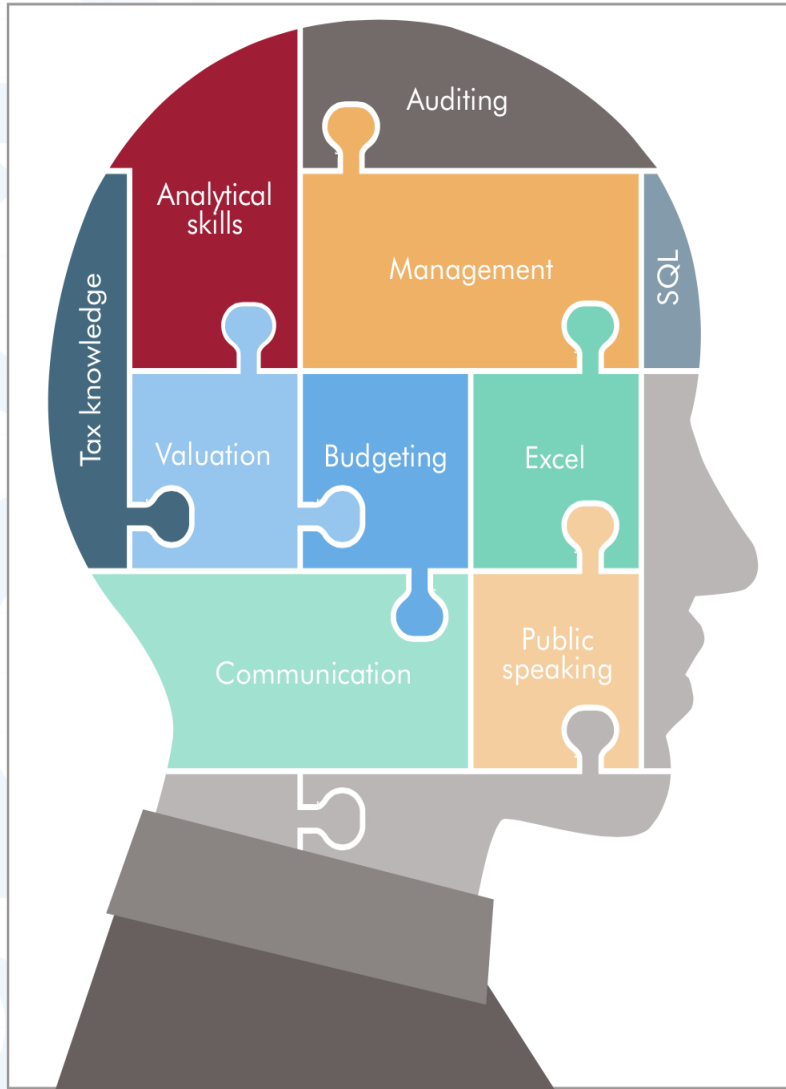 Auditing
Analytical
skills
Management
SQL
Tax knowledge
Valuation
Budgeting
Excel
Communication
Public
speaking